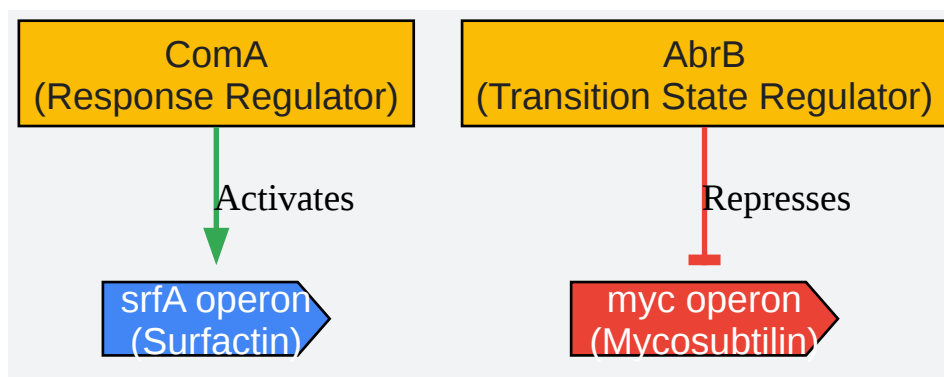 ComA
(Response Regulator)
AbrB
(Transition State Regulator)
Activates
Represses
srfA operon
(Surfactin)
myc operon
(Mycosubtilin)